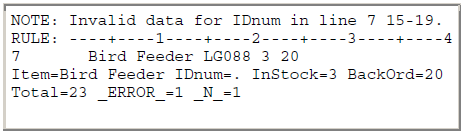 NOTE: Invalid data for IDnum in line 7 15-19.
RULE: ----+----1----+----2----+----3----+----4
7      Bird Feeder LG088 3 20
Item=Bird Feeder IDnum=. InStock=3 BackOrd=20
Total=23 _ERROR_=1 _N_=1